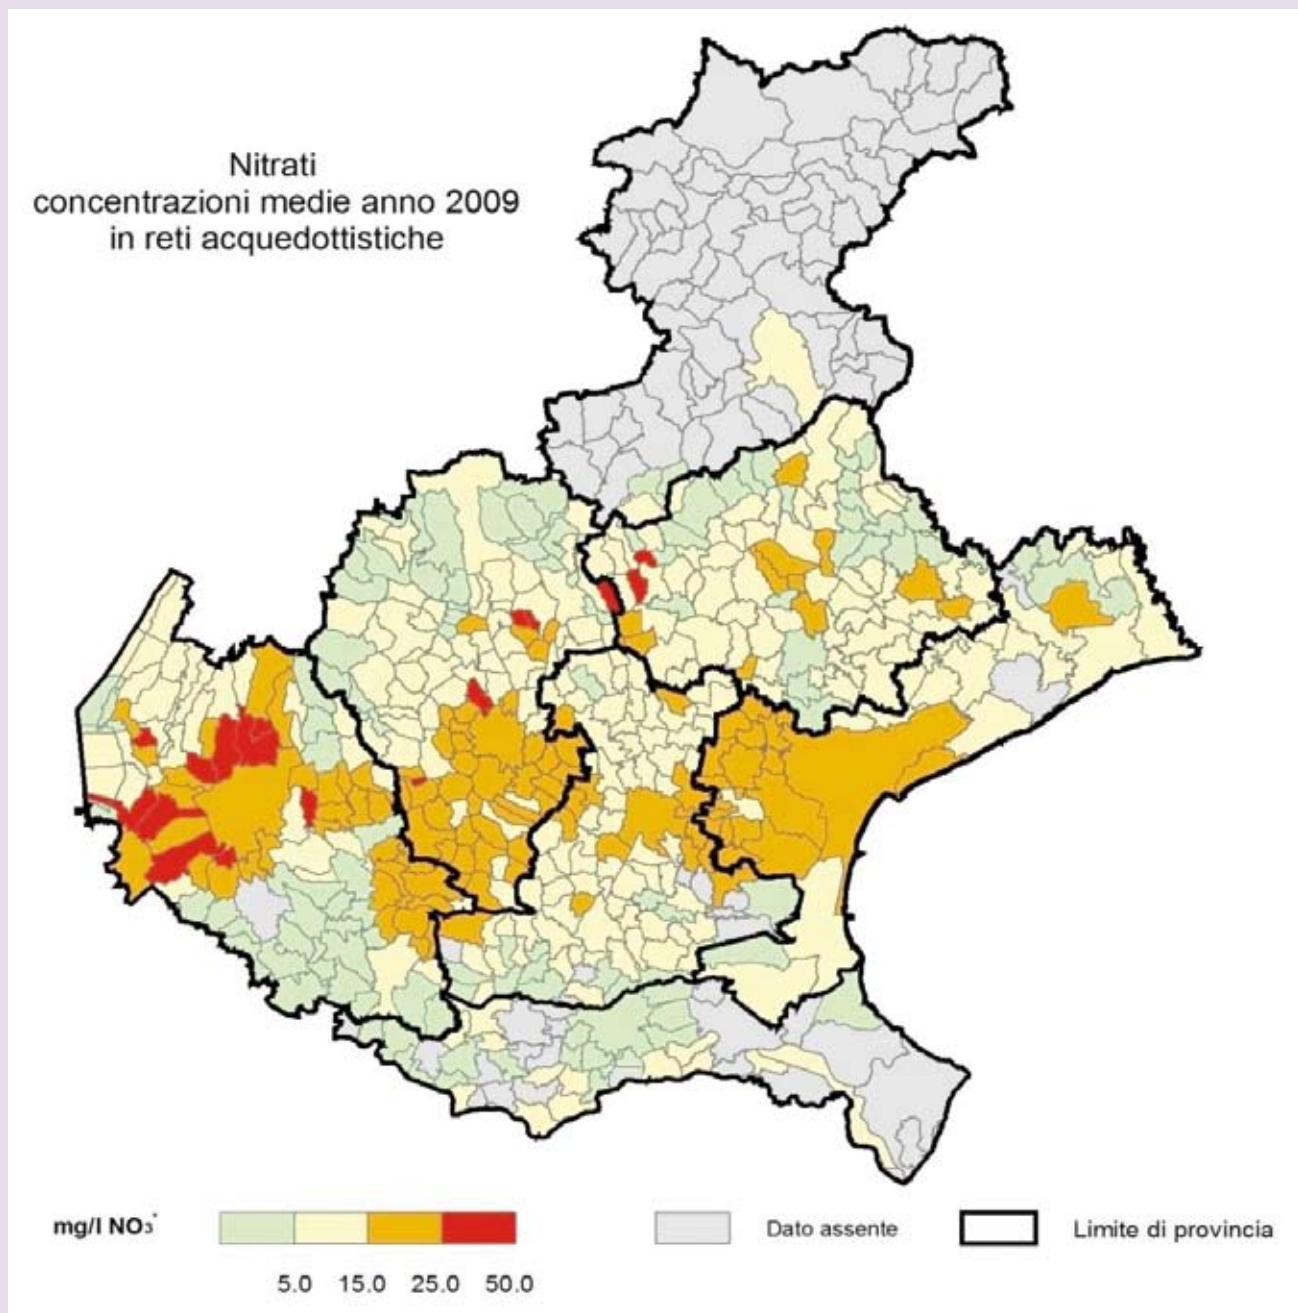 Nitrati
concentrazioni medie anno 2009
in reti acquedottistiche
mg/l NO₃⁻
Dato assente
Limite di provincia
5.0 15.0 25.0 50.0